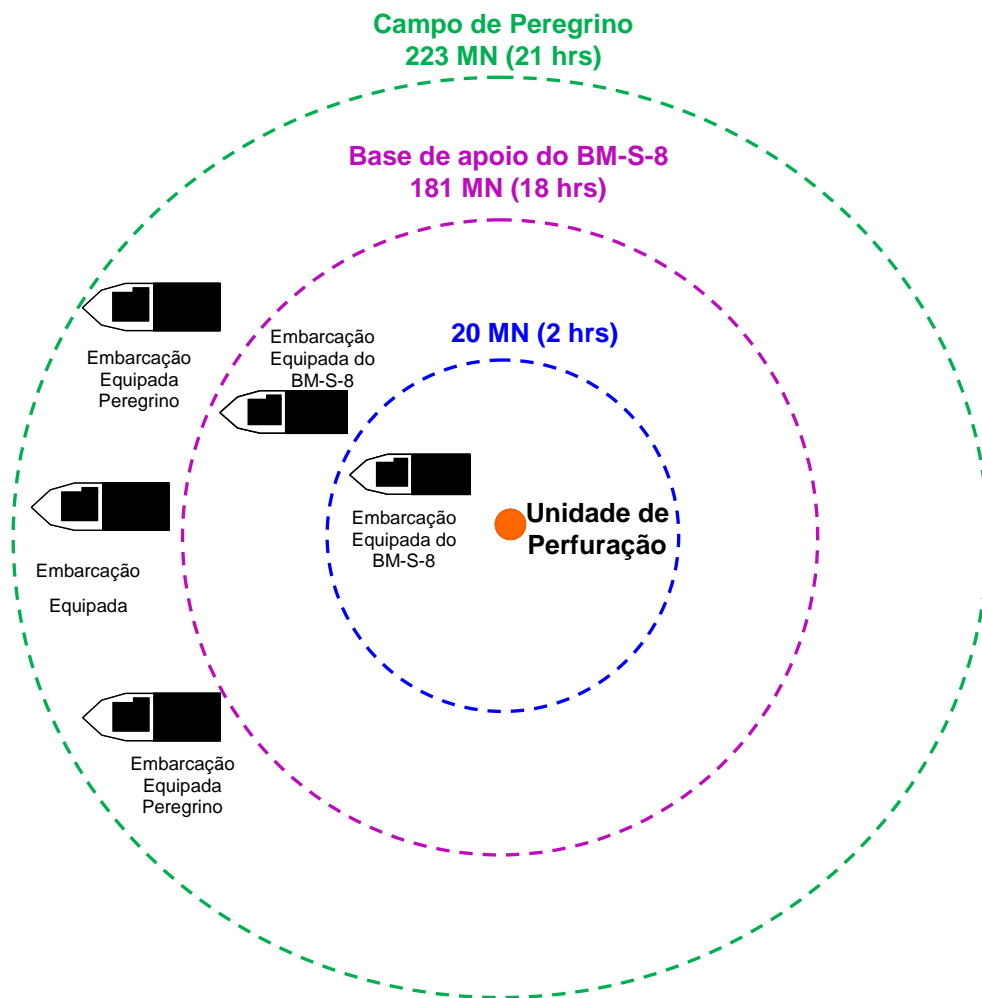 Campo de Peregrino
223 MN (21 hrs)
Base de apoio do BM-S-8
181 MN (18 hrs)
20 MN (2 hrs)
Embarcação
Equipada
Peregrino
Embarcação
Equipada do
BM-S-8
Embarcação
Equipada do
BM-S-8
Unidade de
Perfuração
Embarcação
Equipada
Embarcação
Equipada
Peregrino